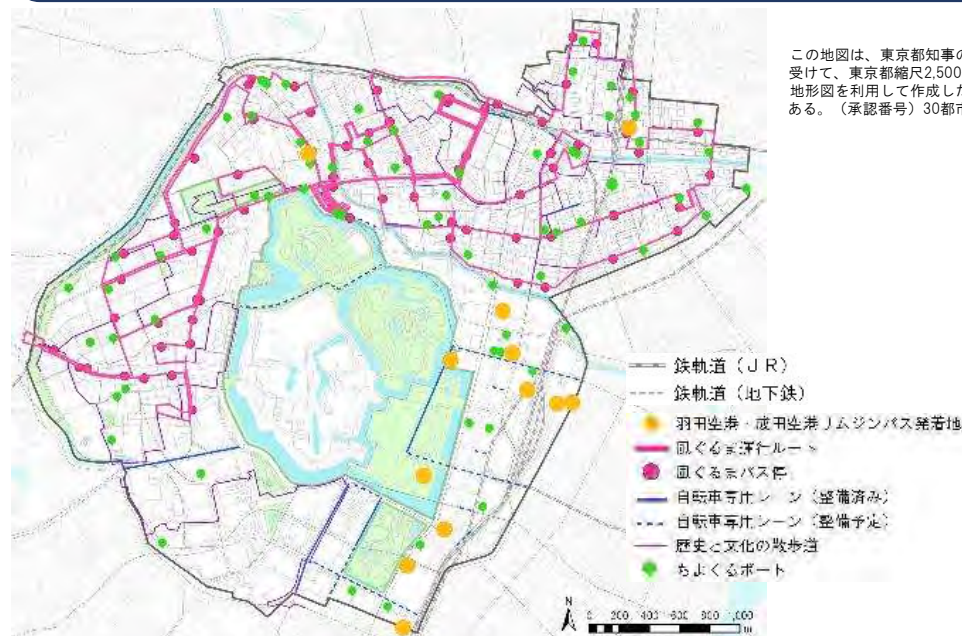 この地図は、東京都知事の
受けて、東京都縮尺2,500
地形図を利用して作成した
ある。（承認番号）30都市
鉄軌道（ＪＲ）
鉄軌道（地下鉄）
羽田空港・成田空港リムジンバス発着地
風ぐるま運行ルート
風ぐるまバス停
自転車専用レーン（整備済み）
自転車専用レーン（整備予定）
歴史と文化の散歩道
ちよくるポート
N
0 200 400 600 800 1,000
m